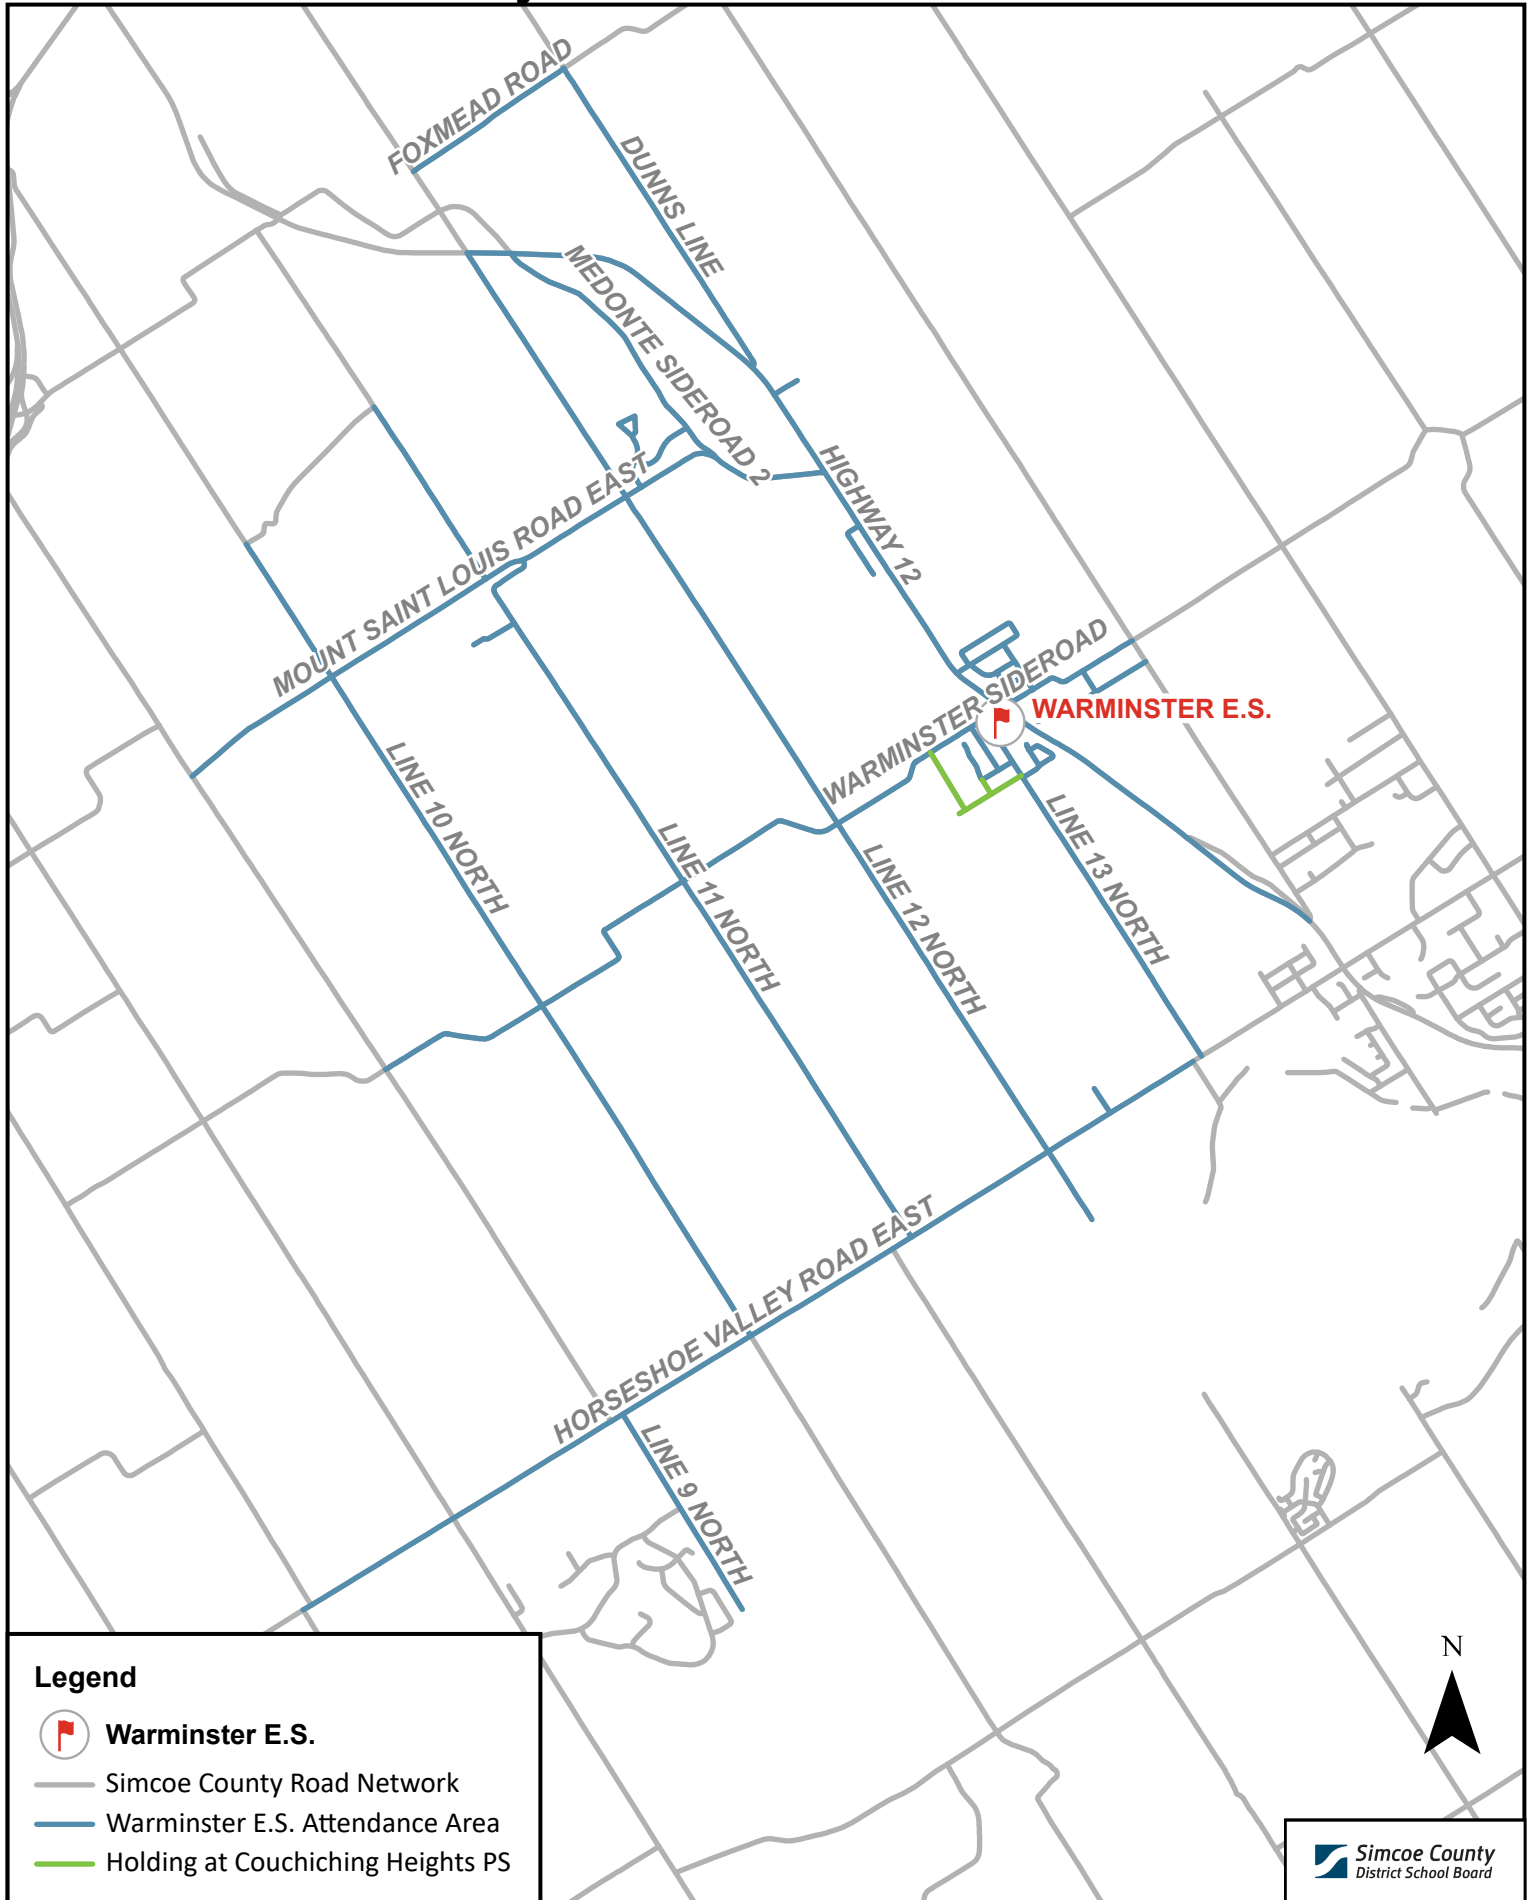 FOXMEAD ROAD
DUNNS LINE
MEDONTE SIDEROAD 2
HIGHWAY 12
MOUNT SAINT LOUIS ROAD EAST
WARMINSTER SIDEROAD
WARMINSTER E.S.
LINE 10 NORTH
LINE 11 NORTH
LINE 12 NORTH
LINE 13 NORTH
HORSESHOE VALLEY ROAD EAST
LINE 9 NORTH
N
Legend
Warminster E.S.
Simcoe County Road Network
Warminster E.S. Attendance Area
Holding at Couchiching Heights PS
Simcoe County
District School Board